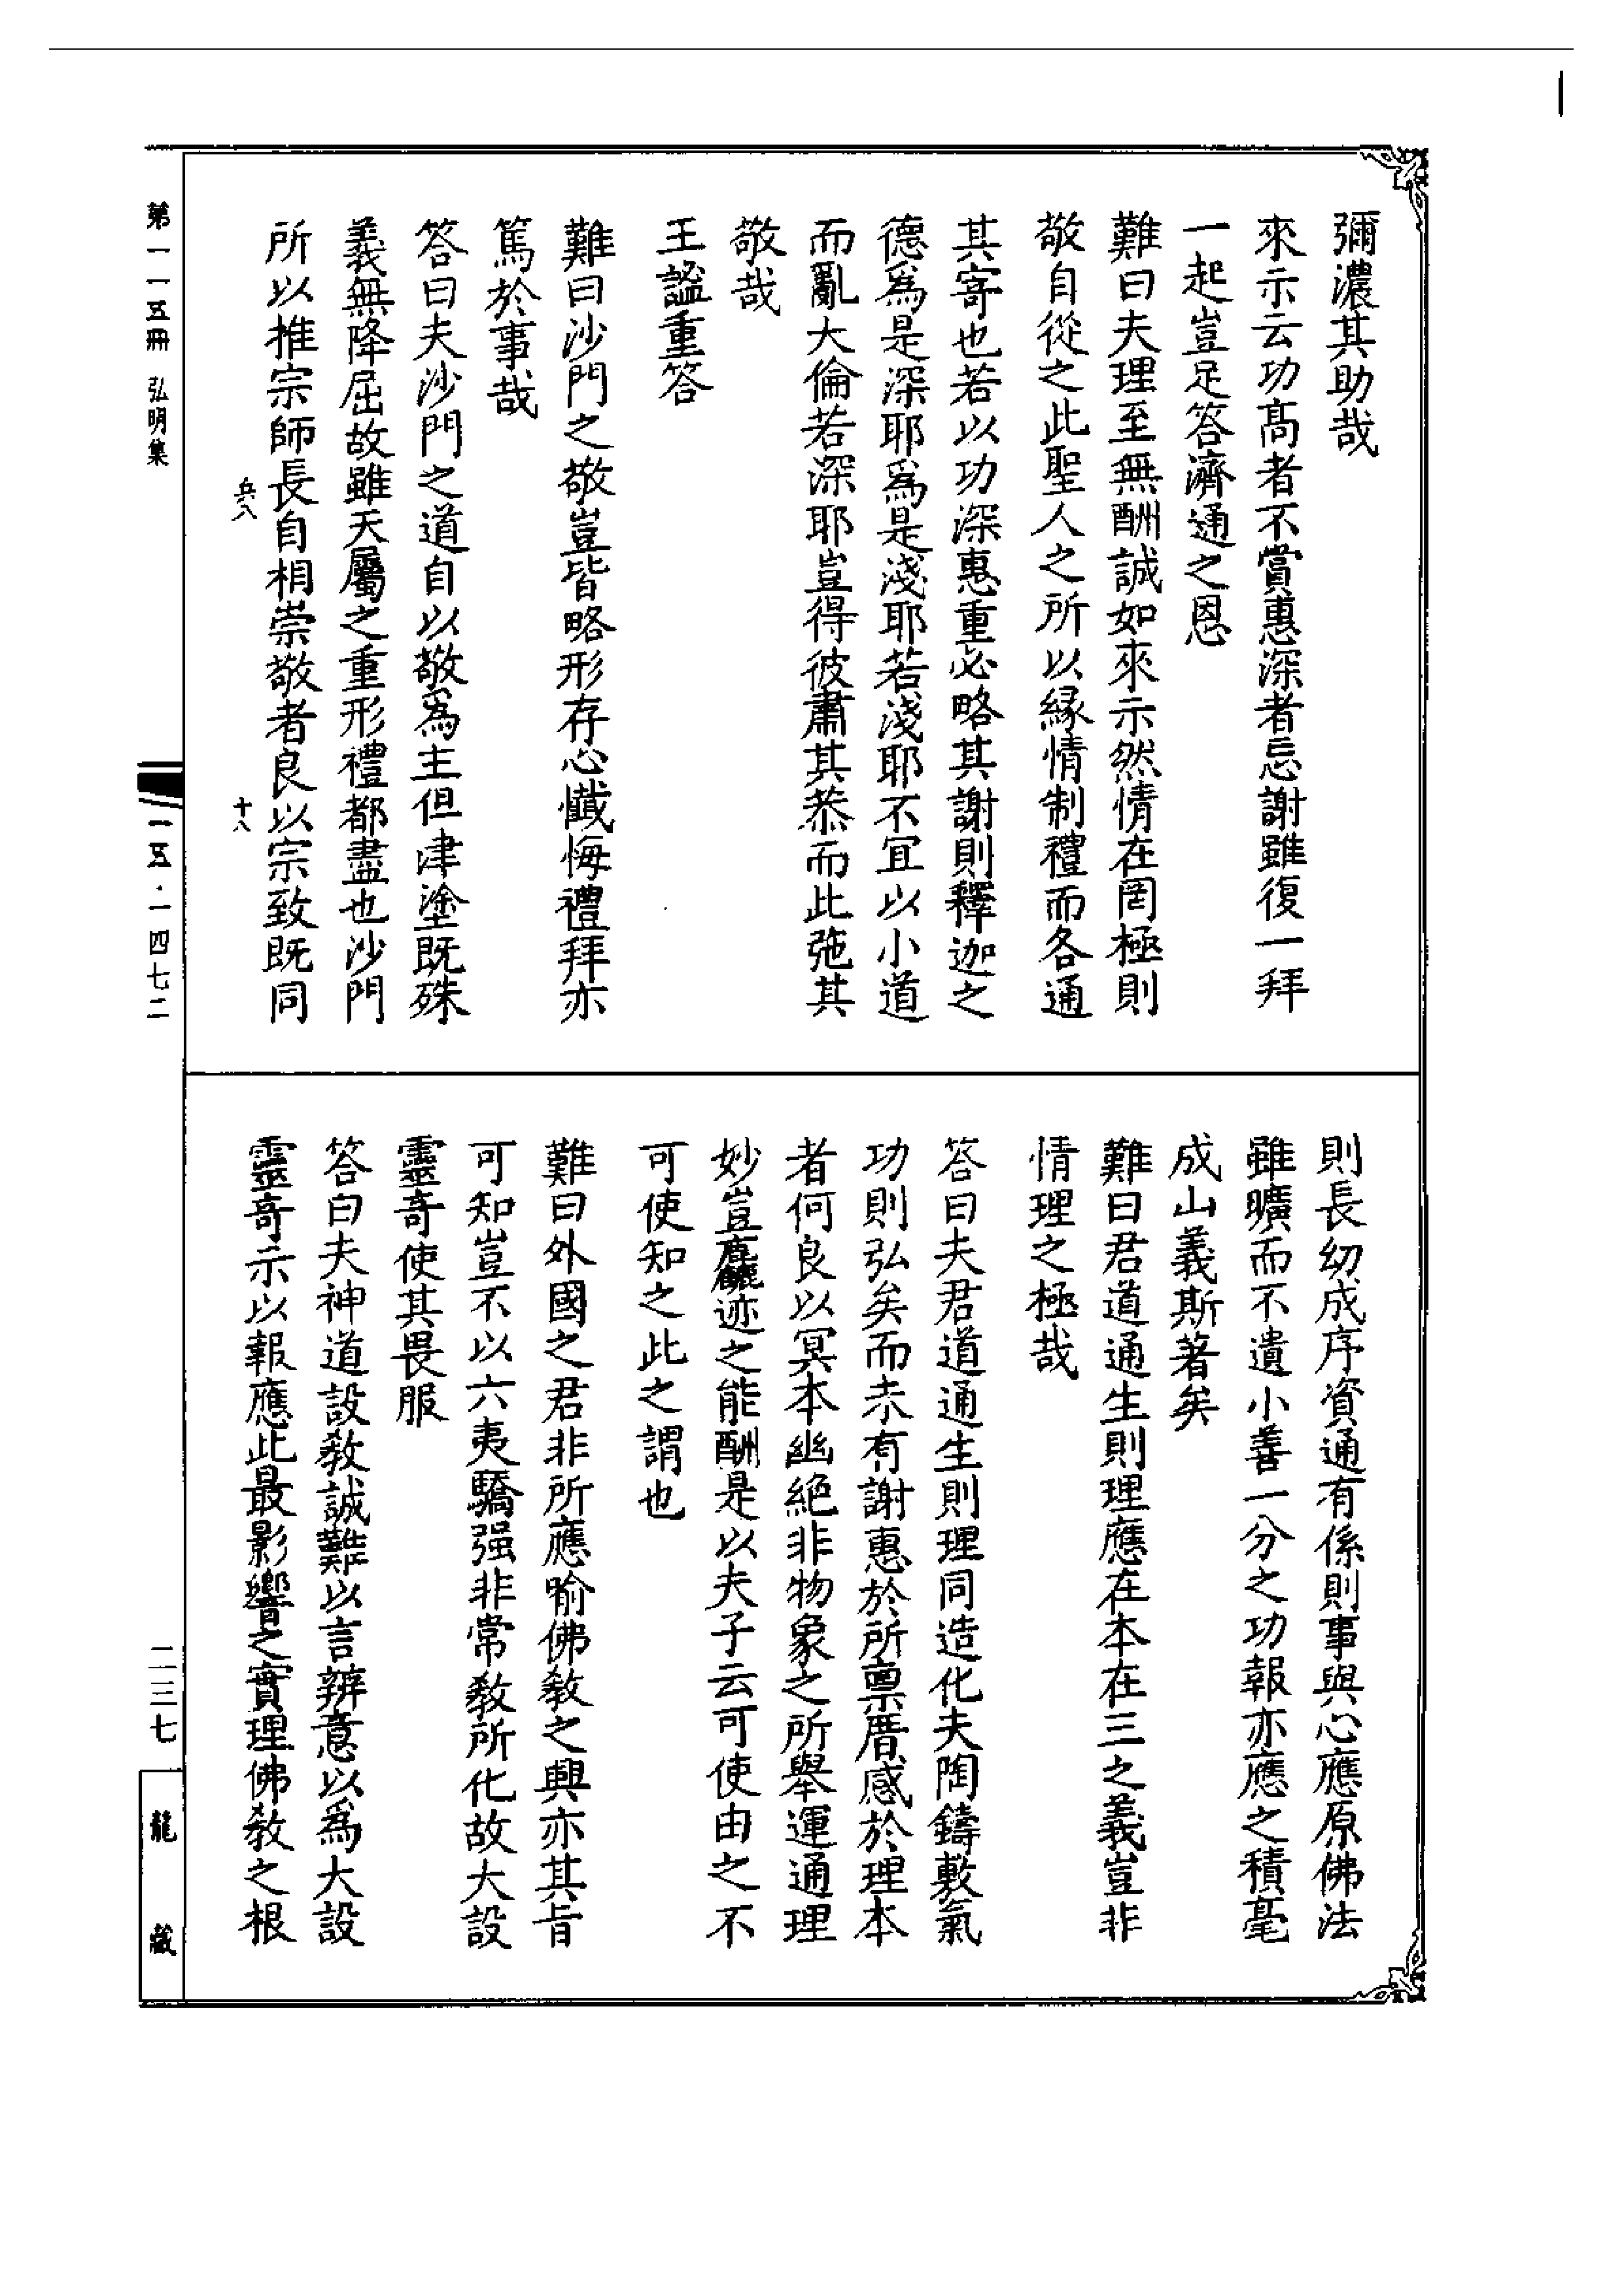 彌濃其助哉
來示云功高者不賞惠深者忘謝雖復一拜
一起豈足答濟通之恩
難曰夫理至無酬誠如來示然情在罔極則
敬自從之此聖人之所以緣情制禮而各通
其寄也若以功深惠重必略其謝則釋迦之
德爲是深耶爲是淺耶若淺耶不宜以小道
而亂大倫若深耶豈得彼肅其恭而此弛其
敬哉
王謐重答
難曰沙門之敬豈皆略形存心懺悔禮拜亦
篤於事哉
答曰夫沙門之道自以敬爲主但津塗既殊
義無降屈故雖天屬之重形禮都盡也沙門
所以推宗師長自相崇敬者良以宗致既同
則長幼成序資通有係則事與心應原佛法
雖曠而不遺小善一分之功報亦應之積毫
成山義斯著矣
難曰君道通生則理應在本在三之義豈非
情理之極哉
答曰夫君道通生則理同造化夫陶鑄敷氣
功則弘矣而未有謝惠於所稟厝感於理本
者何良以冥本幽絕非物象之所舉運通理
妙豈麤迹之能酬是以夫子云可使由之不
可使知之此之謂也
難曰外國之君非所應喻佛敎之興亦其旨
可知豈不以六夷驕强非常敎所化故大設
靈奇使其畏服
答曰夫神道設敎誠難以言辨意以爲大設
靈奇示以報應此最影響之實理佛敎之根
兵六八
十八
第一一五冊 弘明集
一五·一四七二
二三七
龍藏